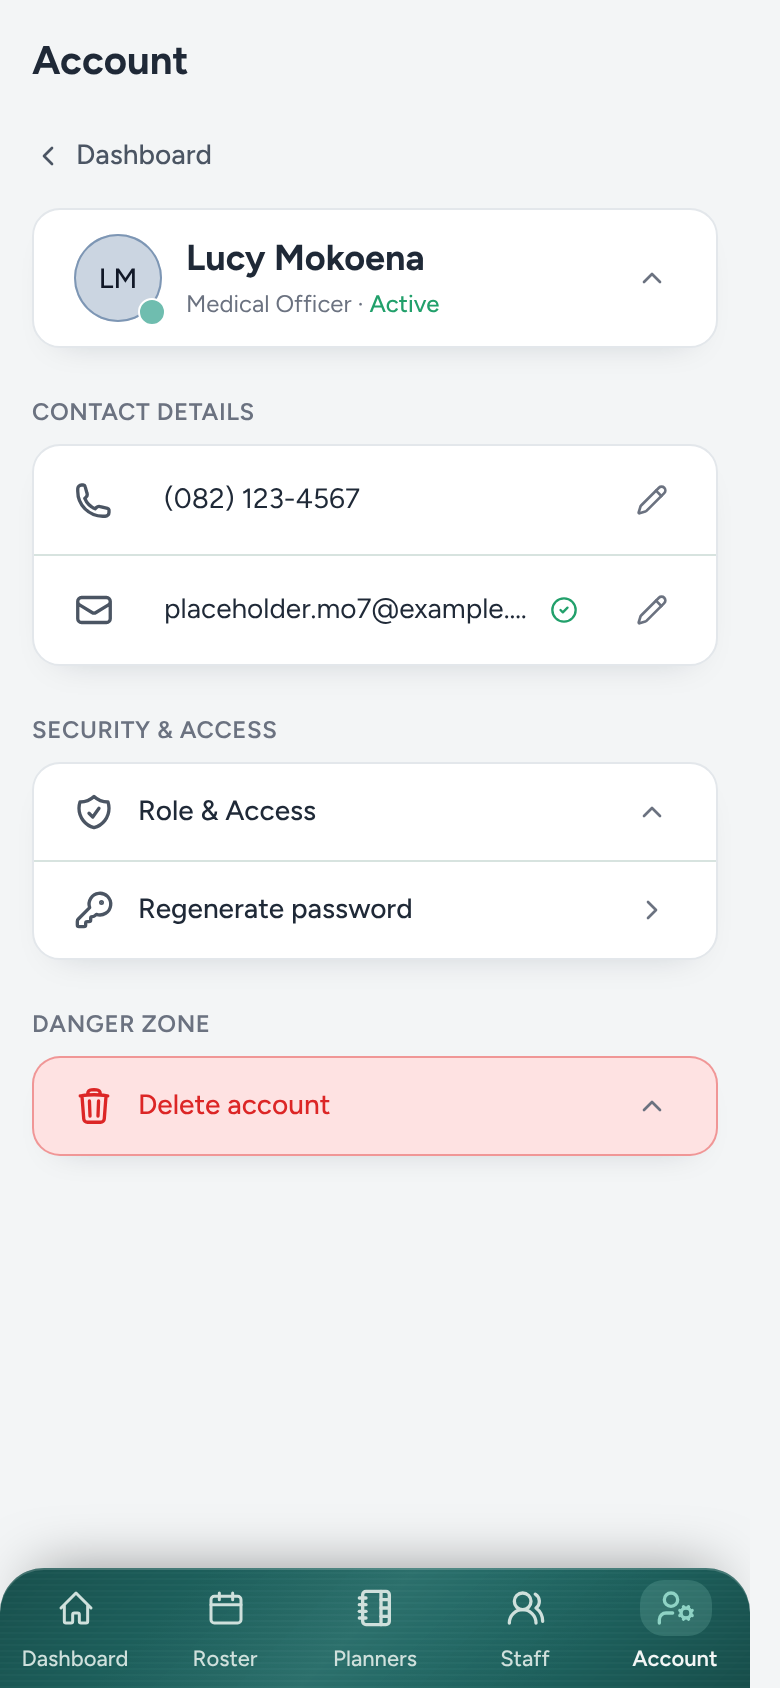 Account
Dashboard
LM
Lucy Mokoena
Medical Officer · Active
CONTACT DETAILS
(082) 123-4567
placeholder.mo7@example....
SECURITY & ACCESS
Role & Access
Regenerate password
DANGER ZONE
Delete account
Dashboard Roster Planners Staff Account